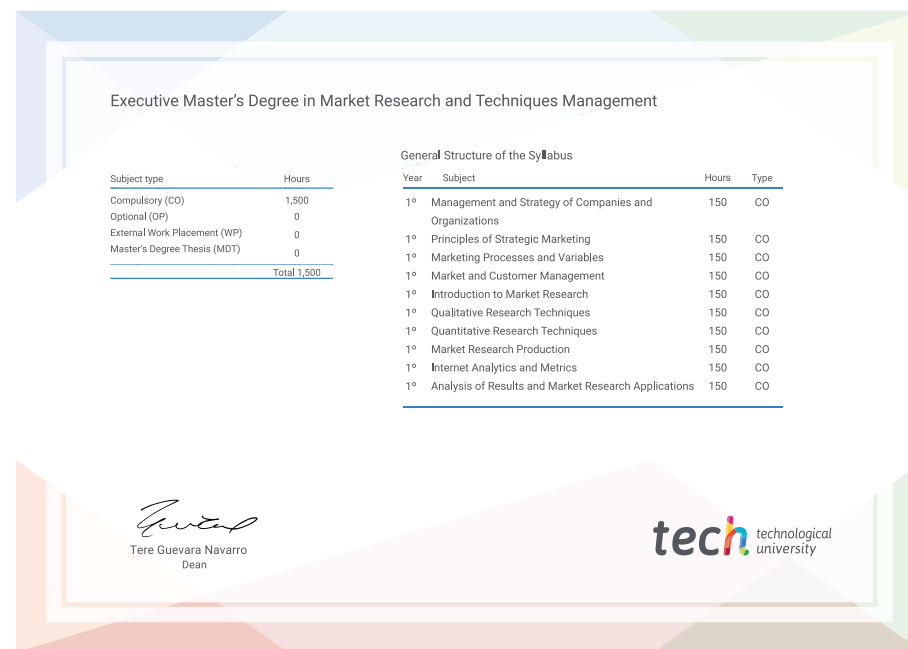 Executive Master's Degree in Market Research and Techniques Management
Subject type Hours
Compulsory (CO) 1,500
Optional (OP) 0
External Work Placement (WP) 0
Master's Degree Thesis (MDT) 0
Total 1,500
General Structure of the Syllabus
Year Subject Hours Type
1º Management and Strategy of Companies and 150 CO
Organizations
1º Principles of Strategic Marketing 150 CO
1º Marketing Processes and Variables 150 CO
1º Market and Customer Management 150 CO
1º Introduction to Market Research 150 CO
1º Qualitative Research Techniques 150 CO
1º Quantitative Research Techniques 150 CO
1º Market Research Production 150 CO
1º Internet Analytics and Metrics 150 CO
1º Analysis of Results and Market Research Applications 150 CO
Tere Guevara Navarro
Dean
tech technological
university